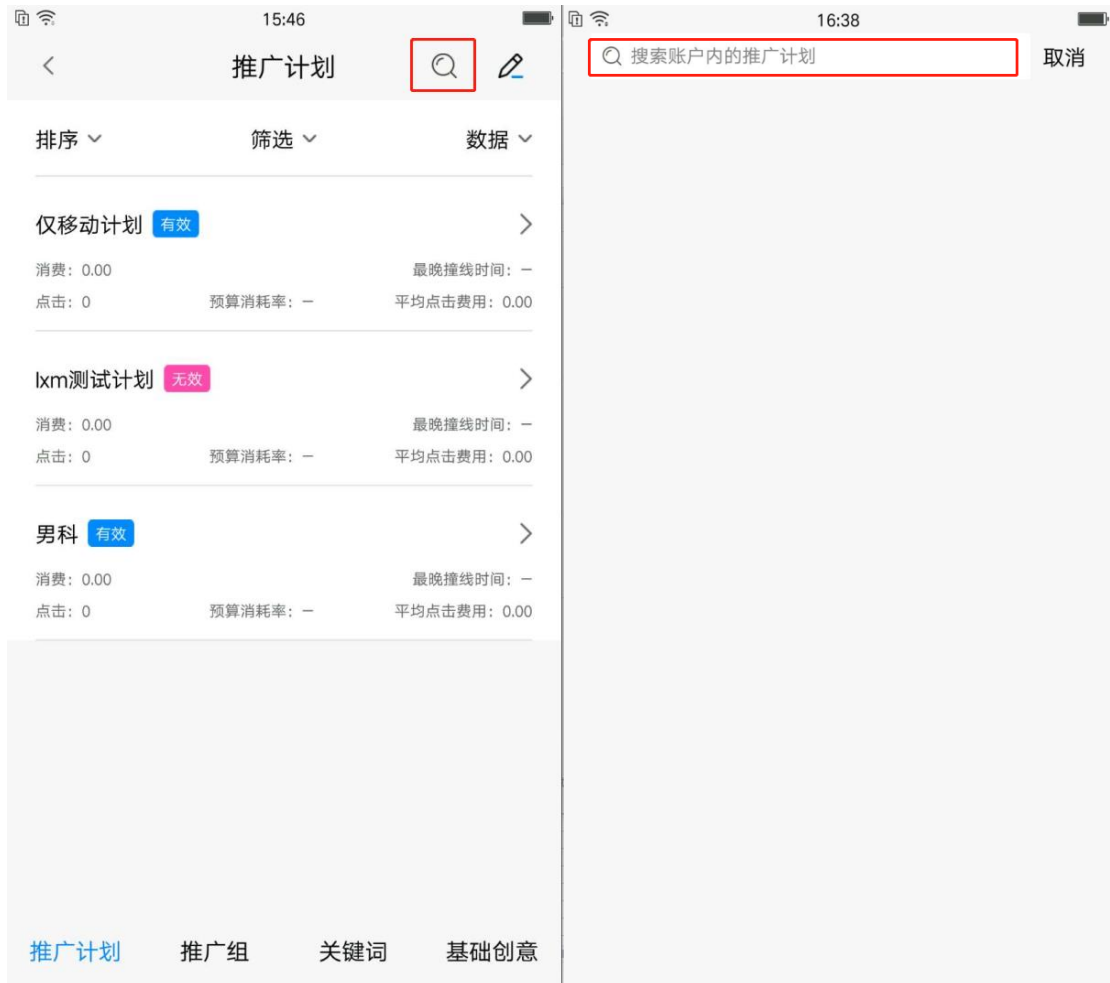 15:46
推广计划
排序
筛选
数据
仅移动计划 有效
消费: 0.00
最晚撞线时间: —
点击: 0
预算消耗率: —
平均点击费用: 0.00
lxm测试计划 无效
消费: 0.00
最晚撞线时间: —
点击: 0
预算消耗率: —
平均点击费用: 0.00
男科 有效
消费: 0.00
最晚撞线时间: —
点击: 0
预算消耗率: —
平均点击费用: 0.00
推广计划
推广组
关键词
基础创意
16:38
搜索账户内的推广计划
取消